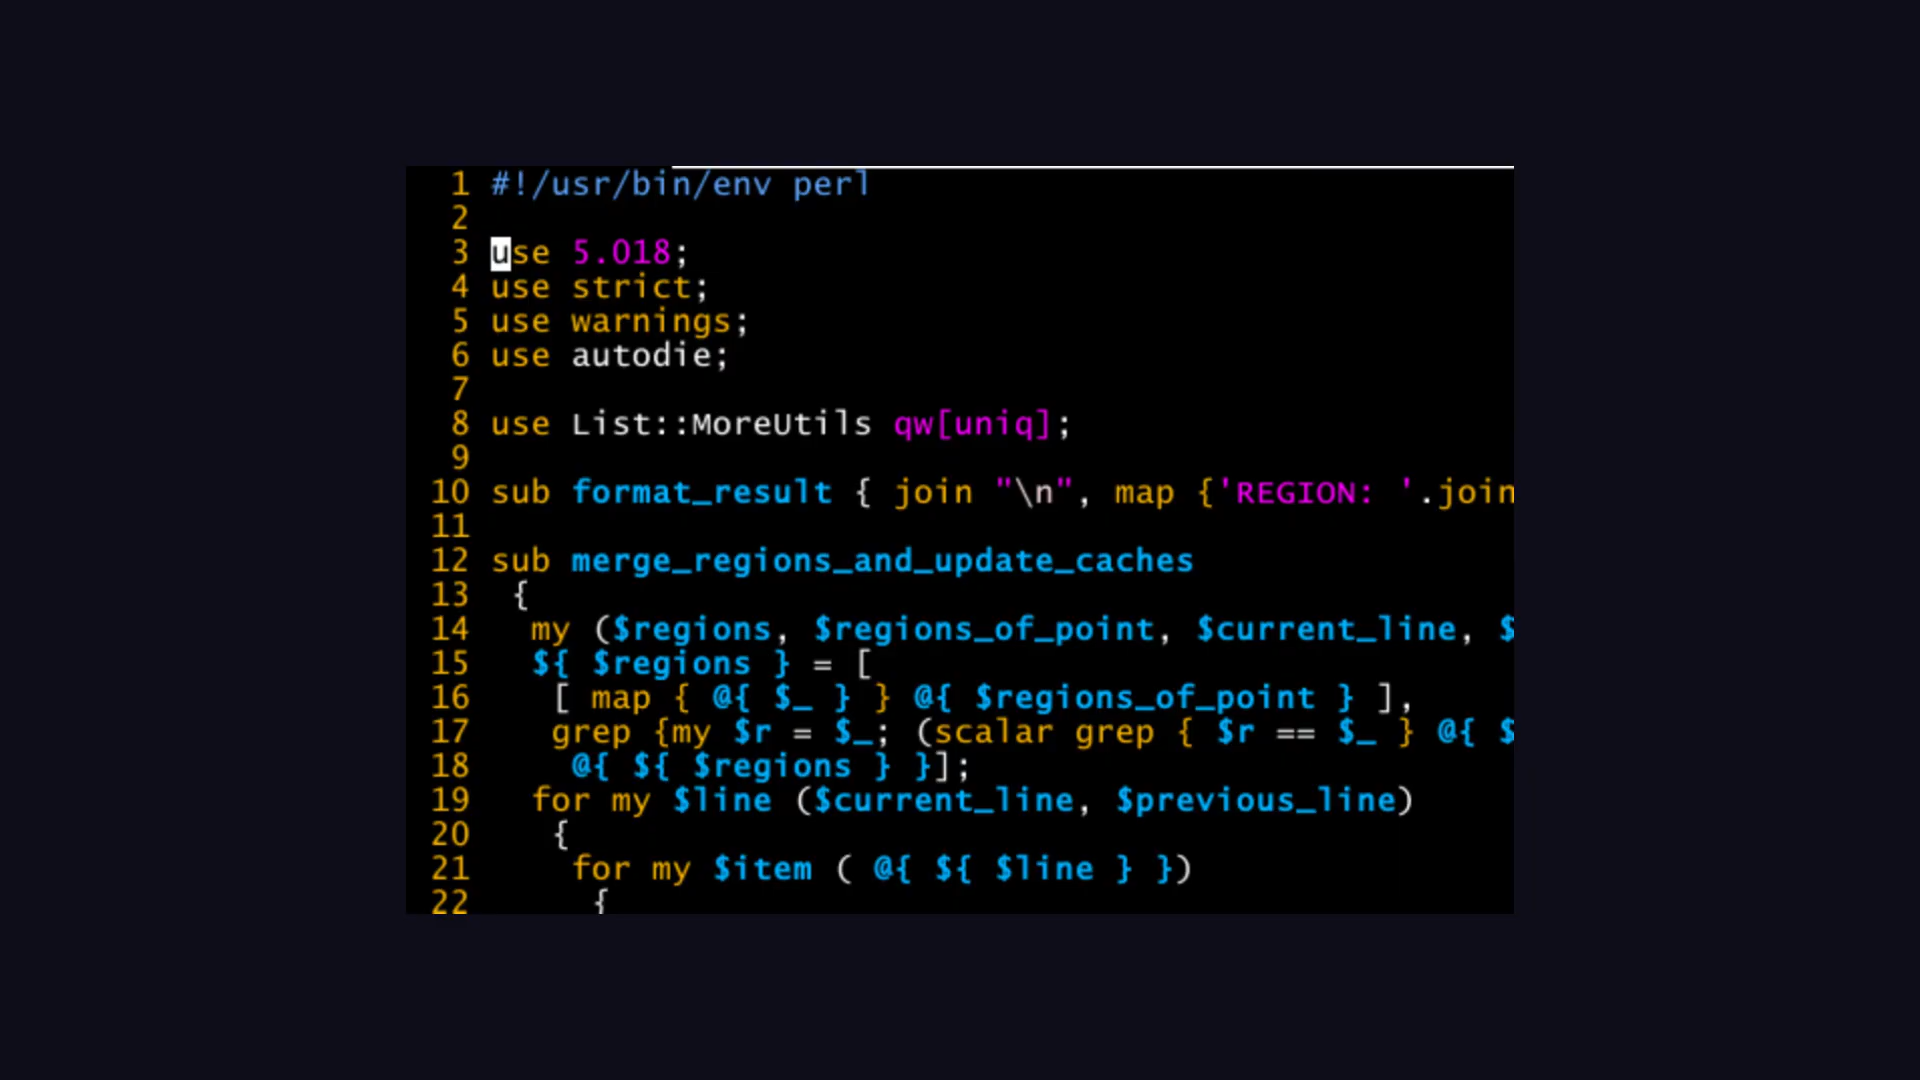 1 #!/usr/bin/env perl
2
3 use 5.018;
4 use strict;
5 use warnings;
6 use autodie;
7
8 use List::MoreUtils qw[uniq];
9
10 sub format_result { join "\n", map {'REGION: '.join
11
12 sub merge_regions_and_update_caches
13 {
14 my ($regions, $regions_of_point, $current_line, $
15 ${ $regions } = [
16 [ map { @{ $_ } } @{ $regions_of_point } ],
17 grep {my $r = $_; (scalar grep { $r == $_ } @{ $
18 @{ ${ $regions } }];
19 for my $line ($current_line, $previous_line)
20 {
21 for my $item ( @{ ${ $line } })
22 {